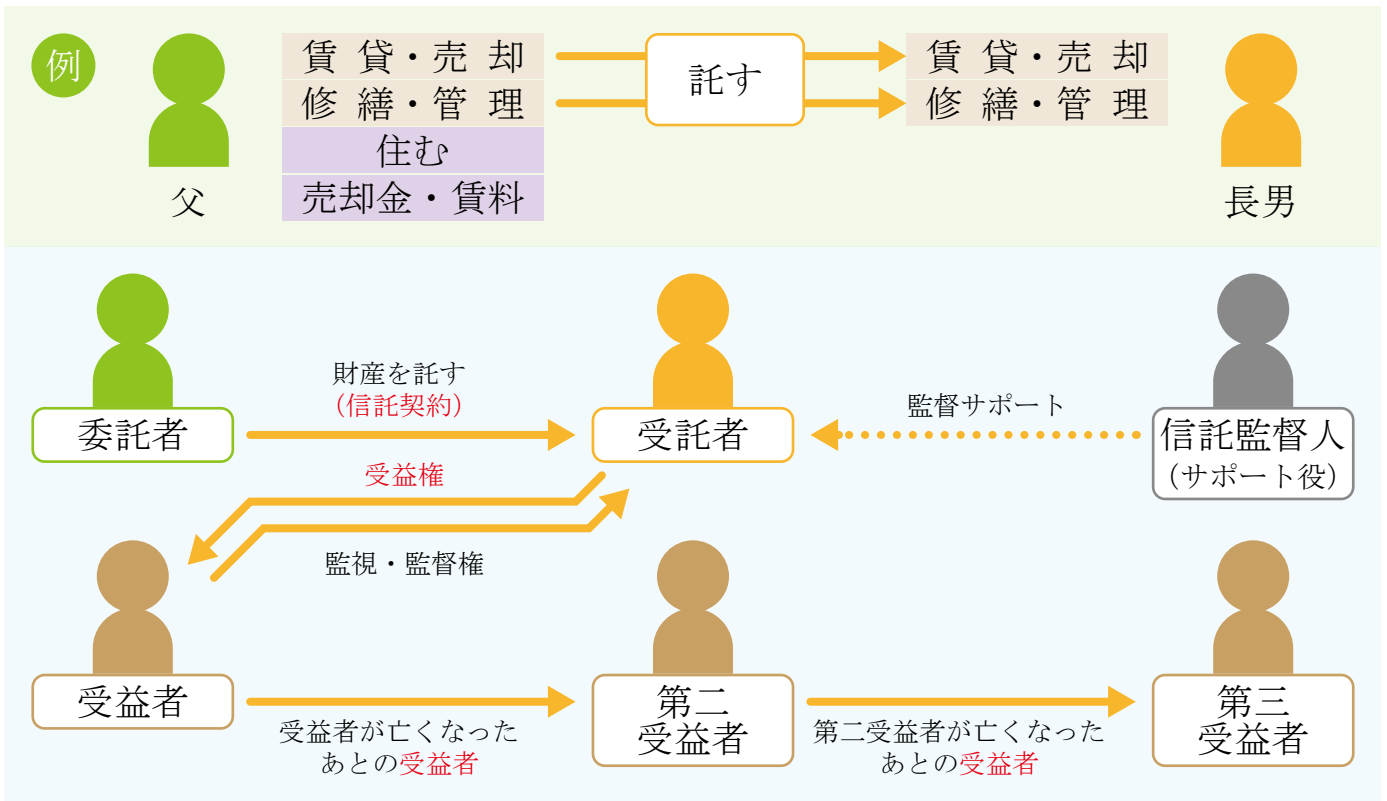 例
賃貸・売却
修繕・管理
住む
売却金・賃料
託す
賃貸・売却
修繕・管理
父
長男
財産を託す
(信託契約)
監督サポート
委託者
受託者
信託監督人
(サポート役)
受益権
監視・監督権
受益者
受益者が亡くなった
あとの受益者
第二
受益者
第二受益者が亡くなった
あとの受益者
第三
受益者